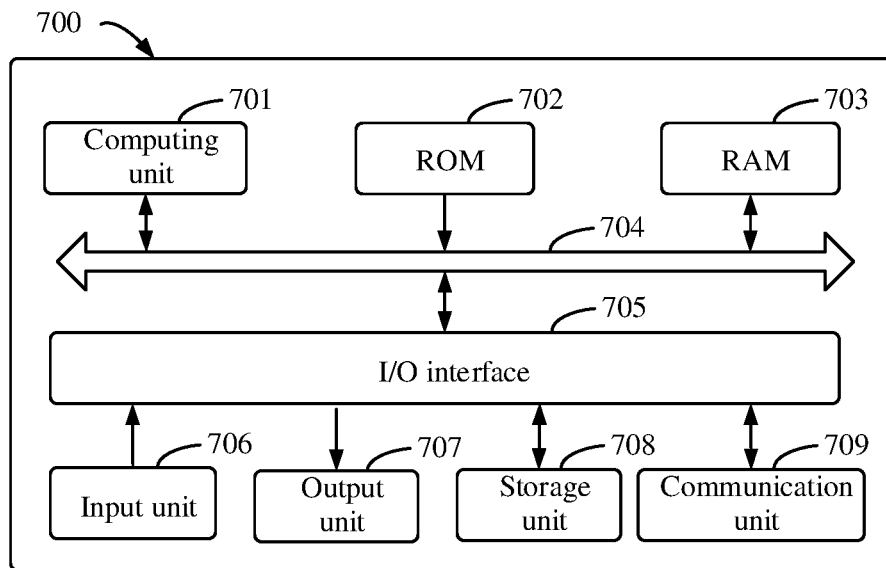 700
701
702
703
Computing
unit
ROM
RAM
704
705
I/O interface
706
707
708
709
Input unit
Output
unit
Storage
unit
Communication
unit